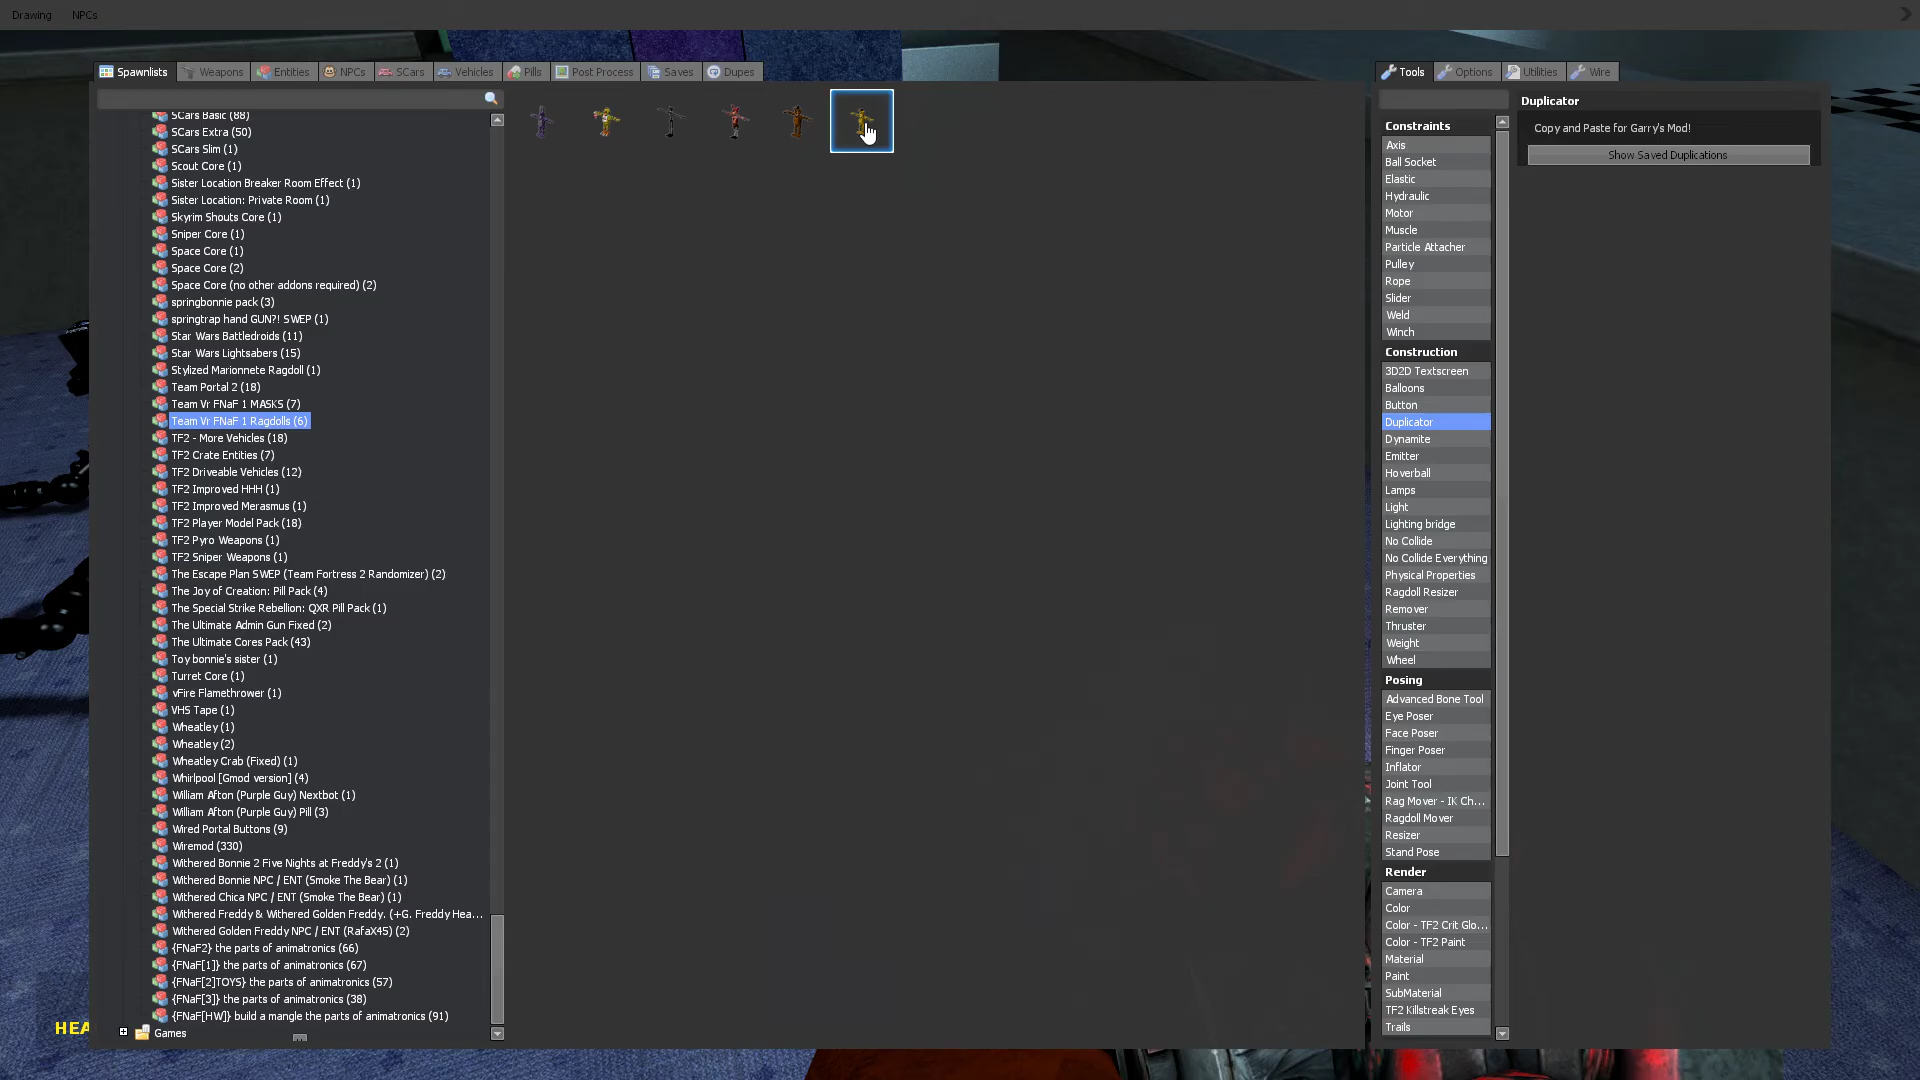 Drawing NPCs
Spawnlists Weapons Entities NPCs SCars Vehicles Pills Post Process Saves Dupes
SCars Basic (88)
SCars Extra (50)
SCars Slim (1)
Scout Core (1)
Sister Location Breaker Room Effect (1)
Sister Location: Private Room (1)
Skyrim Shouts Core (1)
Sniper Core (1)
Space Core (1)
Space Core (2)
Space Core (no other addons required) (2)
springbonnie pack (3)
springtrap hand GUN?! SWEP (1)
Star Wars Battledroids (11)
Star Wars Lightsabers (15)
Stylized Marionnete Ragdoll (1)
Team Portal 2 (18)
Team Vr FNaF 1 MASKS (7)
Team Vr FNaF 1 Ragdolls (6)
TF2 - More Vehicles (18)
TF2 Crate Entities (7)
TF2 Driveable Vehicles (12)
TF2 Improved HHH (1)
TF2 Improved Merasmus (1)
TF2 Player Model Pack (18)
TF2 Pyro Weapons (1)
TF2 Sniper Weapons (1)
The Escape Plan SWEP (Team Fortress 2 Randomizer) (2)
The Joy of Creation: Pill Pack (4)
The Special Strike Rebellion: QXR Pill Pack (1)
The Ultimate Admin Gun Fixed (2)
The Ultimate Cores Pack (43)
Toy bonnie's sister (1)
Turret Core (1)
vFire Flamethrower (1)
VHS Tape (1)
Wheatley (1)
Wheatley (2)
Wheatley Crab (Fixed) (1)
Whirlpool [Gmod version] (4)
William Afton (Purple Guy) Nextbot (1)
William Afton (Purple Guy) Pill (3)
Wired Portal Buttons (9)
Wiremod (330)
Withered Bonnie 2 Five Nights at Freddy's 2 (1)
Withered Bonnie NPC / ENT (Smoke The Bear) (1)
Withered Chica NPC / ENT (Smoke The Bear) (1)
Withered Freddy & Withered Golden Freddy. (+G. Freddy Hea...
Withered Golden Freddy NPC / ENT (RafaX45) (2)
{FNaF2} the parts of animatronics (66)
{FNaF[1]} the parts of animatronics (67)
{FNaF[2]TOYS} the parts of animatronics (57)
{FNaF[3]} the parts of animatronics (38)
{FNaF[HW]} build a mangle the parts of animatronics (91)
Games
HEA
Tools Options Utilities Wire
Constraints
Axis
Ball Socket
Elastic
Hydraulic
Motor
Muscle
Particle Attacher
Pulley
Rope
Slider
Weld
Winch
Construction
3D2D Textscreen
Balloons
Button
Duplicator
Dynamite
Emitter
Hoverball
Lamps
Light
Lighting bridge
No Collide
No Collide Everything
Physical Properties
Ragdoll Resizer
Remover
Thruster
Weight
Wheel
Posing
Advanced Bone Tool
Eye Poser
Face Poser
Finger Poser
Inflator
Joint Tool
Rag Mover - IK Ch...
Ragdoll Mover
Resizer
Stand Pose
Render
Camera
Color
Color - TF2 Crit Glo...
Color - TF2 Paint
Material
Paint
SubMaterial
TF2 Killstreak Eyes
Trails
Duplicator
Copy and Paste for Garry's Mod!
Show Saved Duplications